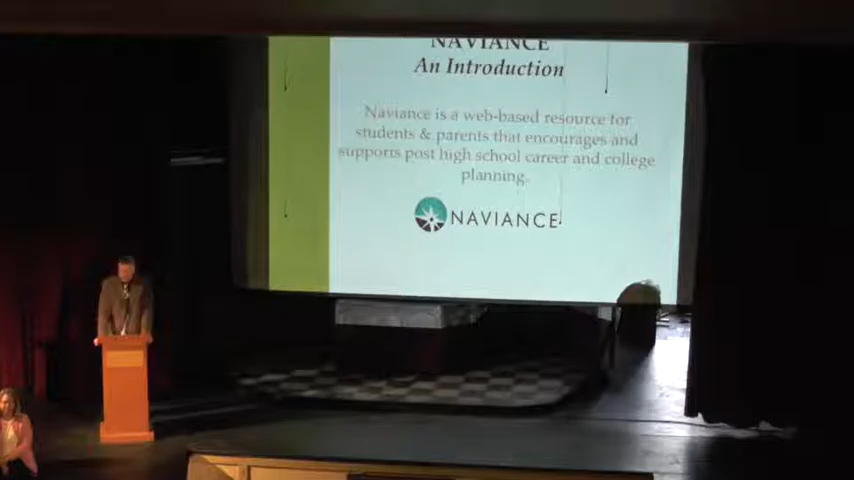 NAVIANCE
An Introduction
Naviance is a web-based resource for
students & parents that encourages and
supports post high school career and college
planning.
NAVIANCE